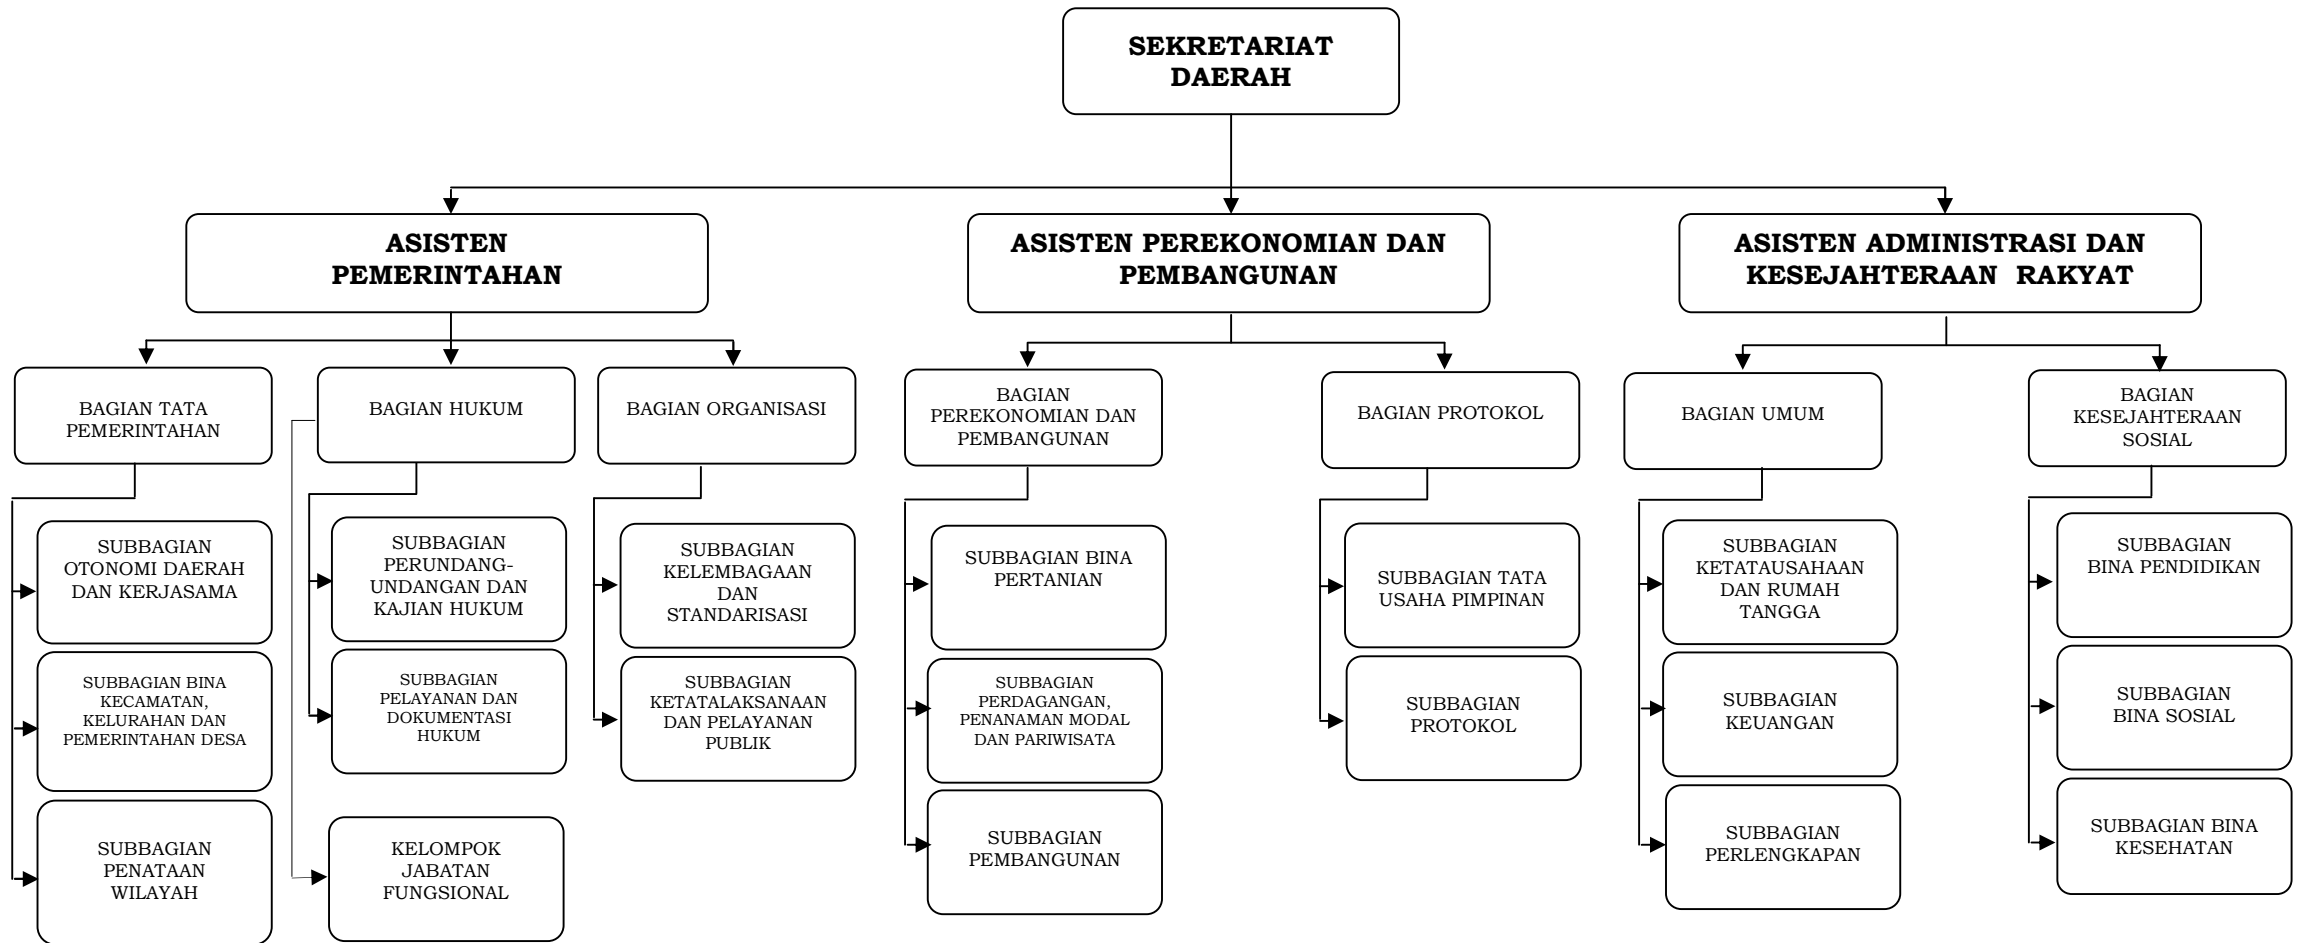 SEKRETARIAT
DAERAH
ASISTEN
PEMERINTAHAN
ASISTEN PEREKONOMIAN DAN
PEMBANGUNAN
ASISTEN ADMINISTRASI DAN
KESEJAHTERAAN RAKYAT
BAGIAN TATA
PEMERINTAHAN
BAGIAN HUKUM
BAGIAN ORGANISASI
BAGIAN
PEREKONOMIAN DAN
PEMBANGUNAN
BAGIAN PROTOKOL
BAGIAN UMUM
BAGIAN
KESEJAHTERAAN
SOSIAL
SUBBAGIAN
OTONOMI DAERAH
DAN KERJASAMA
SUBBAGIAN BINA
KECAMATAN,
KELURAHAN DAN
PEMERINTAHAN DESA
SUBBAGIAN
PENATAAN
WILAYAH
SUBBAGIAN
PERUNDANG-
UNDANGAN DAN
KAJIAN HUKUM
SUBBAGIAN
PELAYANAN DAN
DOKUMENTASI
HUKUM
KELOMPOK
JABATAN
FUNGSIONAL
SUBBAGIAN
KELEMBAGAAN
DAN
STANDARISASI
SUBBAGIAN
KETATALAKSANAAN
DAN PELAYANAN
PUBLIK
SUBBAGIAN BINA
PERTANIAN
SUBBAGIAN
PERDAGANGAN,
PENANAMAN MODAL
DAN PARIWISATA
SUBBAGIAN
PEMBANGUNAN
SUBBAGIAN TATA
USAHA PIMPINAN
SUBBAGIAN
PROTOKOL
SUBBAGIAN
KETATAUSAHAAN
DAN RUMAH
TANGGA
SUBBAGIAN
KEUANGAN
SUBBAGIAN
PERLENGKAPAN
SUBBAGIAN
BINA PENDIDIKAN
SUBBAGIAN
BINA SOSIAL
SUBBAGIAN BINA
KESEHATAN